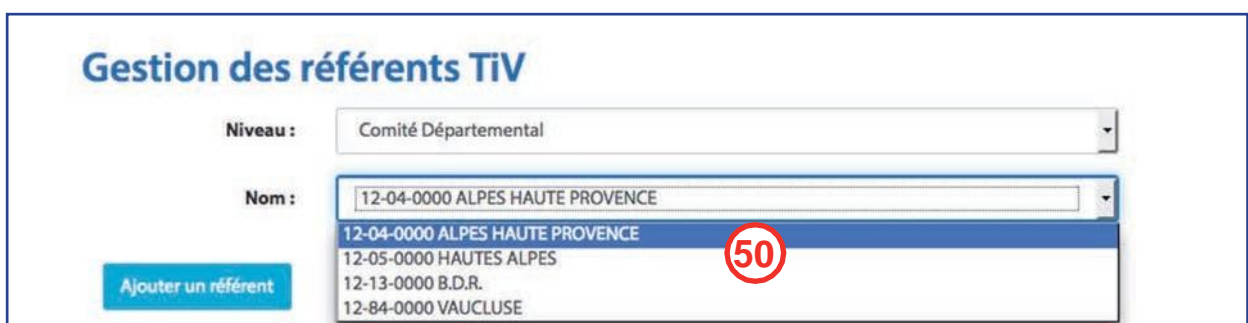 Gestion des référents TiV
Niveau : Comité Départemental
Nom : 12-04-0000 ALPES HAUTE PROVENCE
12-04-0000 ALPES HAUTE PROVENCE
12-05-0000 HAUTES ALPES
50
Ajouter un référent
12-13-0000 B.D.R.
12-84-0000 VAUCLUSE